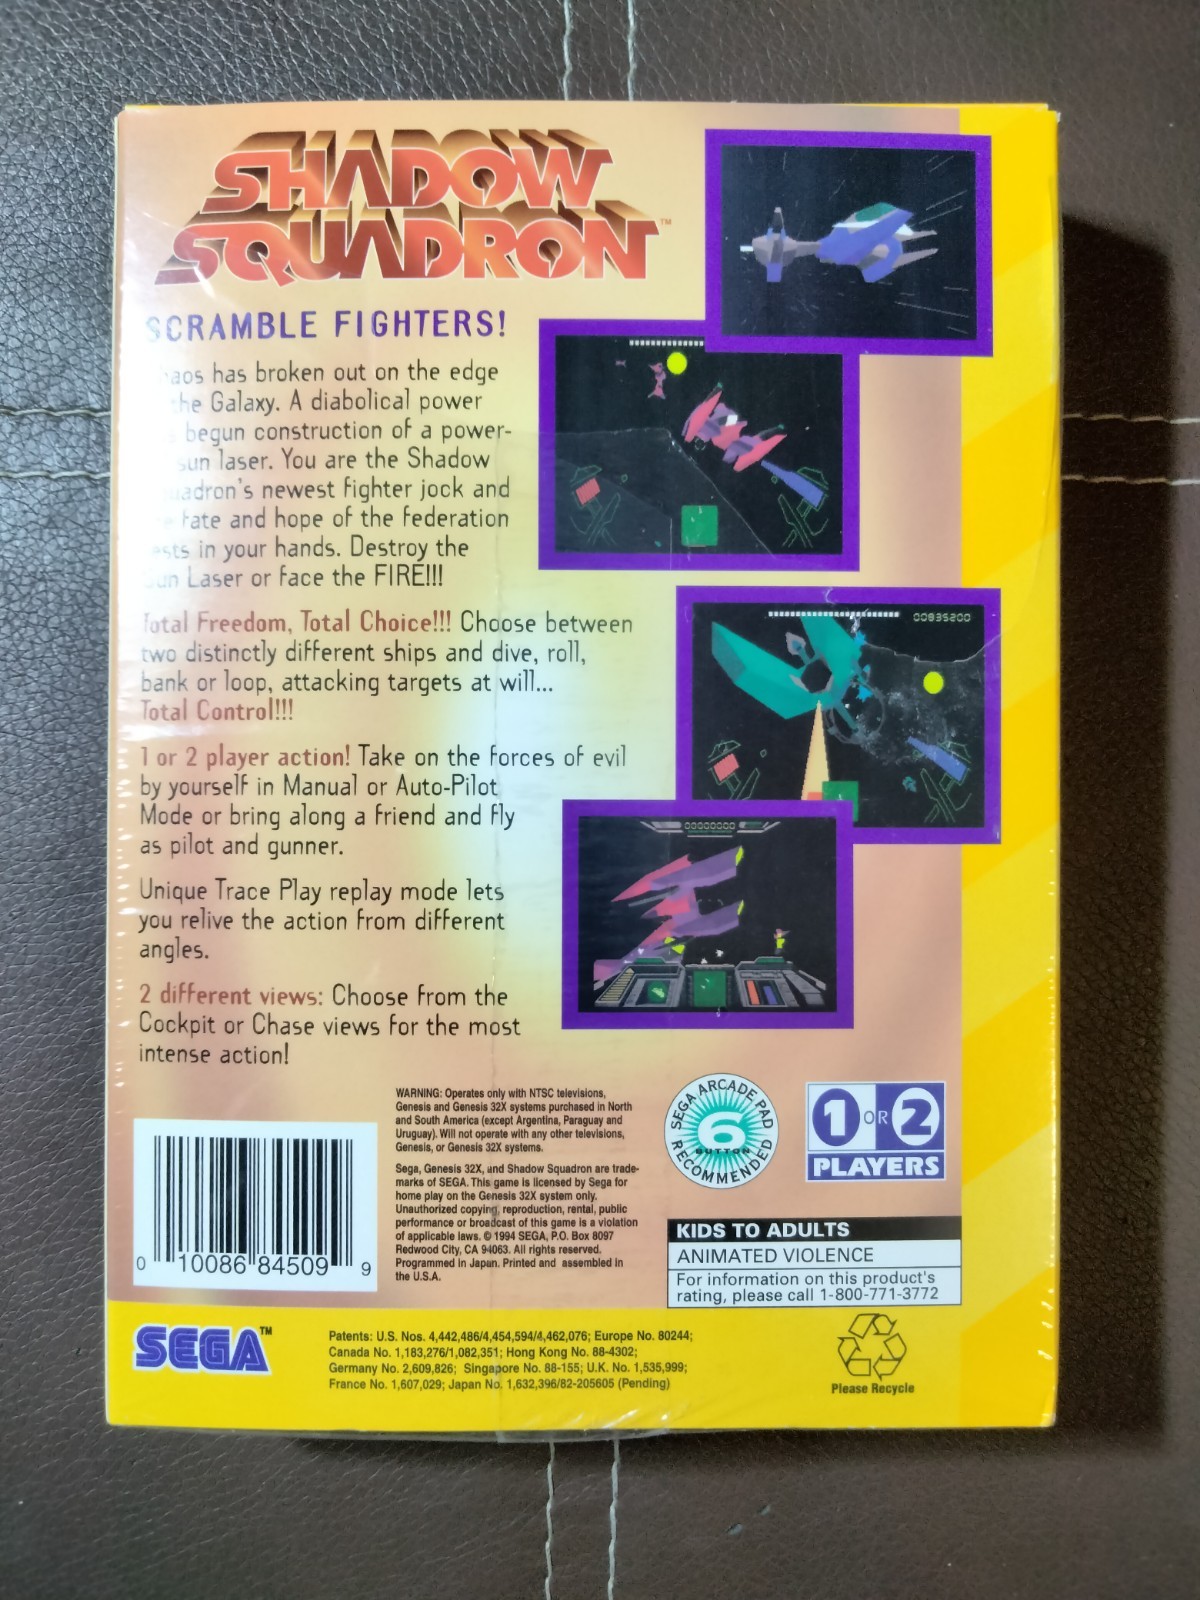 SHADOW
SQUADRON™
SCRAMBLE FIGHTERS!
has broken out on the edge
the Galaxy. A diabolical power
begun construction of a power-
sun laser. You are the Shadow
newest fighter jock and
fate and hope of the federation
in your hands. Destroy the
Laser or face the FIRE!!!
Total Freedom, Total Choice!!! Choose between
two distinctly different ships and dive, roll,
bank or loop, attacking targets at will...
Total Control!!!
1 or 2 player action! Take on the forces of evil
by yourself in Manual or Auto-Pilot
Mode or bring along a friend and fly
as pilot and gunner.
Unique Trace Play replay mode lets
you relive the action from different
angles.
2 different views: Choose from the
Cockpit or Chase views for the most
intense action!
00835200
00000000
WARNING: Operates only with NTSC televisions,
Genesis and Genesis 32X systems purchased in North
and South America (except Argentina, Paraguay and
Uruguay). Will not operate with any other televisions,
Genesis, or Genesis 32X systems.
Sega, Genesis 32X, and Shadow Squadron are trade-
marks of SEGA. This game is licensed by Sega for
home play on the Genesis 32X system only.
Unauthorized copying, reproduction, rental, public
performance or broadcast of this game is a violation
of applicable laws. © 1994 SEGA, P.O. Box 8097
Redwood City, CA 94063. All rights reserved.
Programmed in Japan. Printed and assembled in
the U.S.A.
SEGA ARCADE PAD
6
BUTTON
RECOMMENDED
1 OR 2
PLAYERS
KIDS TO ADULTS
ANIMATED VIOLENCE
For information on this product's
rating, please call 1-800-771-3772
0 10086 84509 9
SEGA™
Patents: U.S. Nos. 4,442,486/4,454,594/4,462,076; Europe No. 80244;
Canada No. 1,183,276/1,082,351; Hong Kong No. 88-4302;
Germany No. 2,609,826; Singapore No. 88-155; U.K. No. 1,535,999;
France No. 1,607,029; Japan No. 1,632,396/82-205605 (Pending)
Please Recycle